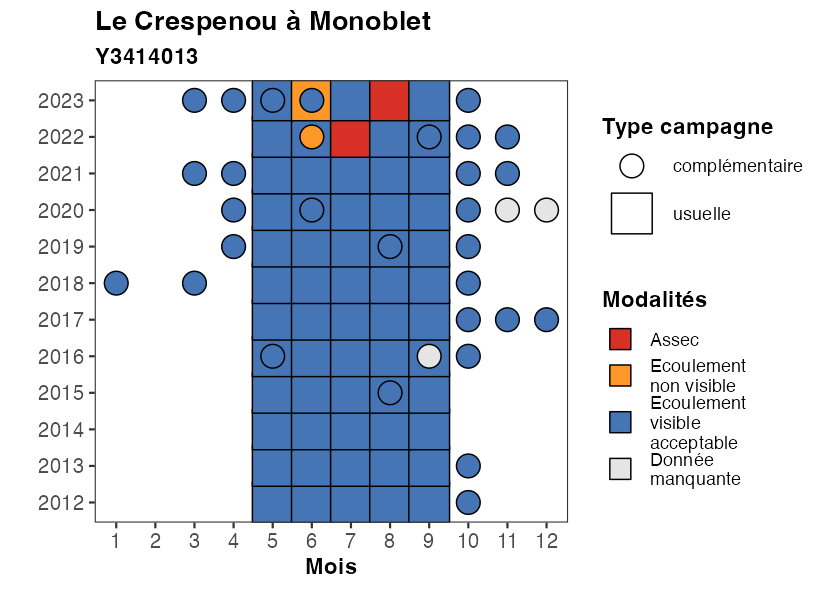 Le Crespenou à Monoblet
Y3414013
2023
2022
2021
2020
2019
2018
2017
2016
2015
2014
2013
2012
1 2 3 4 5 6 7 8 9 10 11 12
Mois
Type campagne
complémentaire
usuelle
Modalités
Assec
Ecoulement
non visible
Ecoulement
visible
acceptable
Donnée
manquante